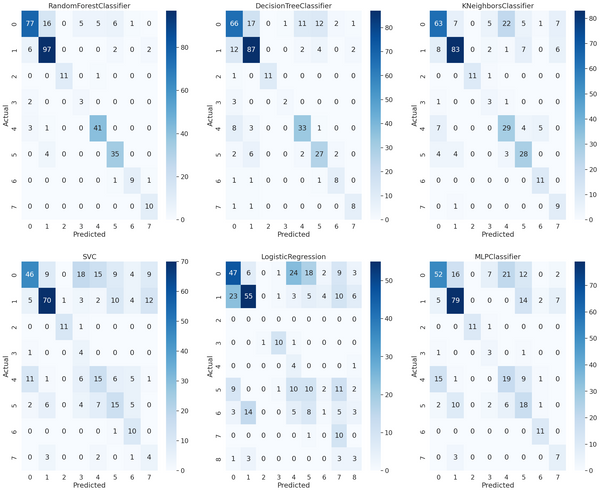 RandomForestClassifier
0 77 16 0 0 5 4 0 1
1 6 97 0 0 0 2 0 2
2 0 0 11 0 1 0 0 0
3 2 0 0 3 0 0 0 0
4 3 1 0 0 41 0 0 0
5 0 4 0 0 0 35 0 0
6 0 0 0 0 0 1 9 1
7 0 0 0 0 0 0 0 10
0 1 2 3 4 5 6 7
Actual
Predicted
80
60
40
20
0
DecisionTreeClassifier
0 66 17 0 1 11 12 2 1
1 12 87 0 0 1 4 1 2
2 0 1 11 0 0 0 0 0
3 3 0 0 2 0 0 0 0
4 8 3 0 0 33 1 0 0
5 2 6 0 0 2 27 2 0
6 1 1 0 0 0 1 8 0
7 1 1 0 0 0 0 0 8
0 1 2 3 4 5 6 7
Actual
Predicted
80
70
60
50
40
30
20
10
0
KNeighborsClassifier
0 63 7 0 5 22 5 1 7
1 8 83 0 1 4 3 2 6
2 0 0 11 1 0 0 0 0
3 1 0 0 3 1 0 0 0
4 7 0 0 0 29 4 5 0
5 4 4 0 0 3 28 0 0
6 0 0 0 0 0 0 11 0
7 1 0 0 0 0 0 0 9
0 1 2 3 4 5 6 7
Actual
Predicted
80
70
60
50
40
30
20
10
0
SVC
0 46 9 0 18 15 9 4 9
1 5 70 1 3 2 10 4 12
2 0 0 11 1 0 0 0 0
3 1 0 0 4 0 0 0 0
4 11 1 0 6 15 6 5 1
5 2 6 0 4 7 15 5 0
6 0 0 0 0 0 1 10 0
7 0 3 0 0 0 2 1 4
0 1 2 3 4 5 6 7
Actual
Predicted
70
60
50
40
30
20
10
0
LogisticRegression
0 47 6 0 1 24 18 2 9 3
1 23 55 0 1 3 5 4 10 6
2 0 0 0 0 0 0 0 0 0
3 0 0 1 10 0 0 0 0 0
4 0 0 0 0 4 0 0 0 1
5 9 0 0 5 10 10 2 11 2
6 3 14 0 0 5 8 1 5 3
7 0 0 0 0 0 1 0 10 0
8 1 3 0 0 0 0 0 3 3
0 1 2 3 4 5 6 7 8
Actual
Predicted
50
40
30
20
10
0
MLPClassifier
0 52 16 0 7 21 12 0 2
1 5 79 0 0 0 14 2 7
2 0 0 11 1 0 0 0 0
3 1 0 0 3 0 1 0 0
4 15 1 0 0 19 9 1 0
5 2 10 0 2 6 18 1 0
6 0 0 0 0 0 0 11 0
7 0 3 0 0 0 0 0 7
0 1 2 3 4 5 6 7
Actual
Predicted
70
60
50
40
30
20
10
0